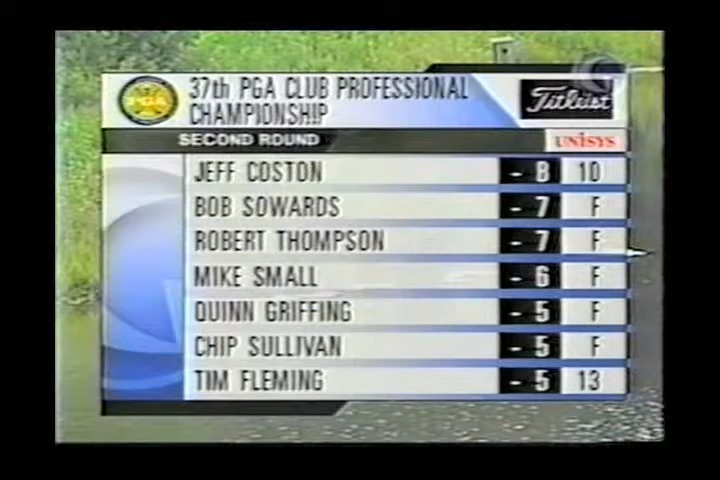 PGA
37th PGA CLUB PROFESSIONAL
CHAMPIONSHIP
Titleist
SECOND ROUND
UNISYS
JEFF COSTON - 8 10
BOB SOWARDS - 7 F
ROBERT THOMPSON - 7 F
MIKE SMALL - 6 F
QUINN GRIFFING - 5 F
CHIP SULLIVAN - 5 F
TIM FLEMING - 5 13